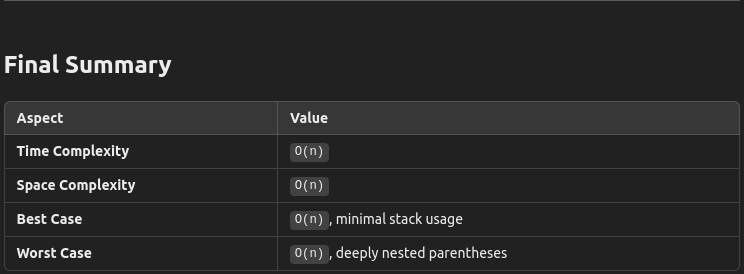 Final Summary
Aspect Value
Time Complexity O(n)
Space Complexity O(n)
Best Case O(n), minimal stack usage
Worst Case O(n), deeply nested parentheses